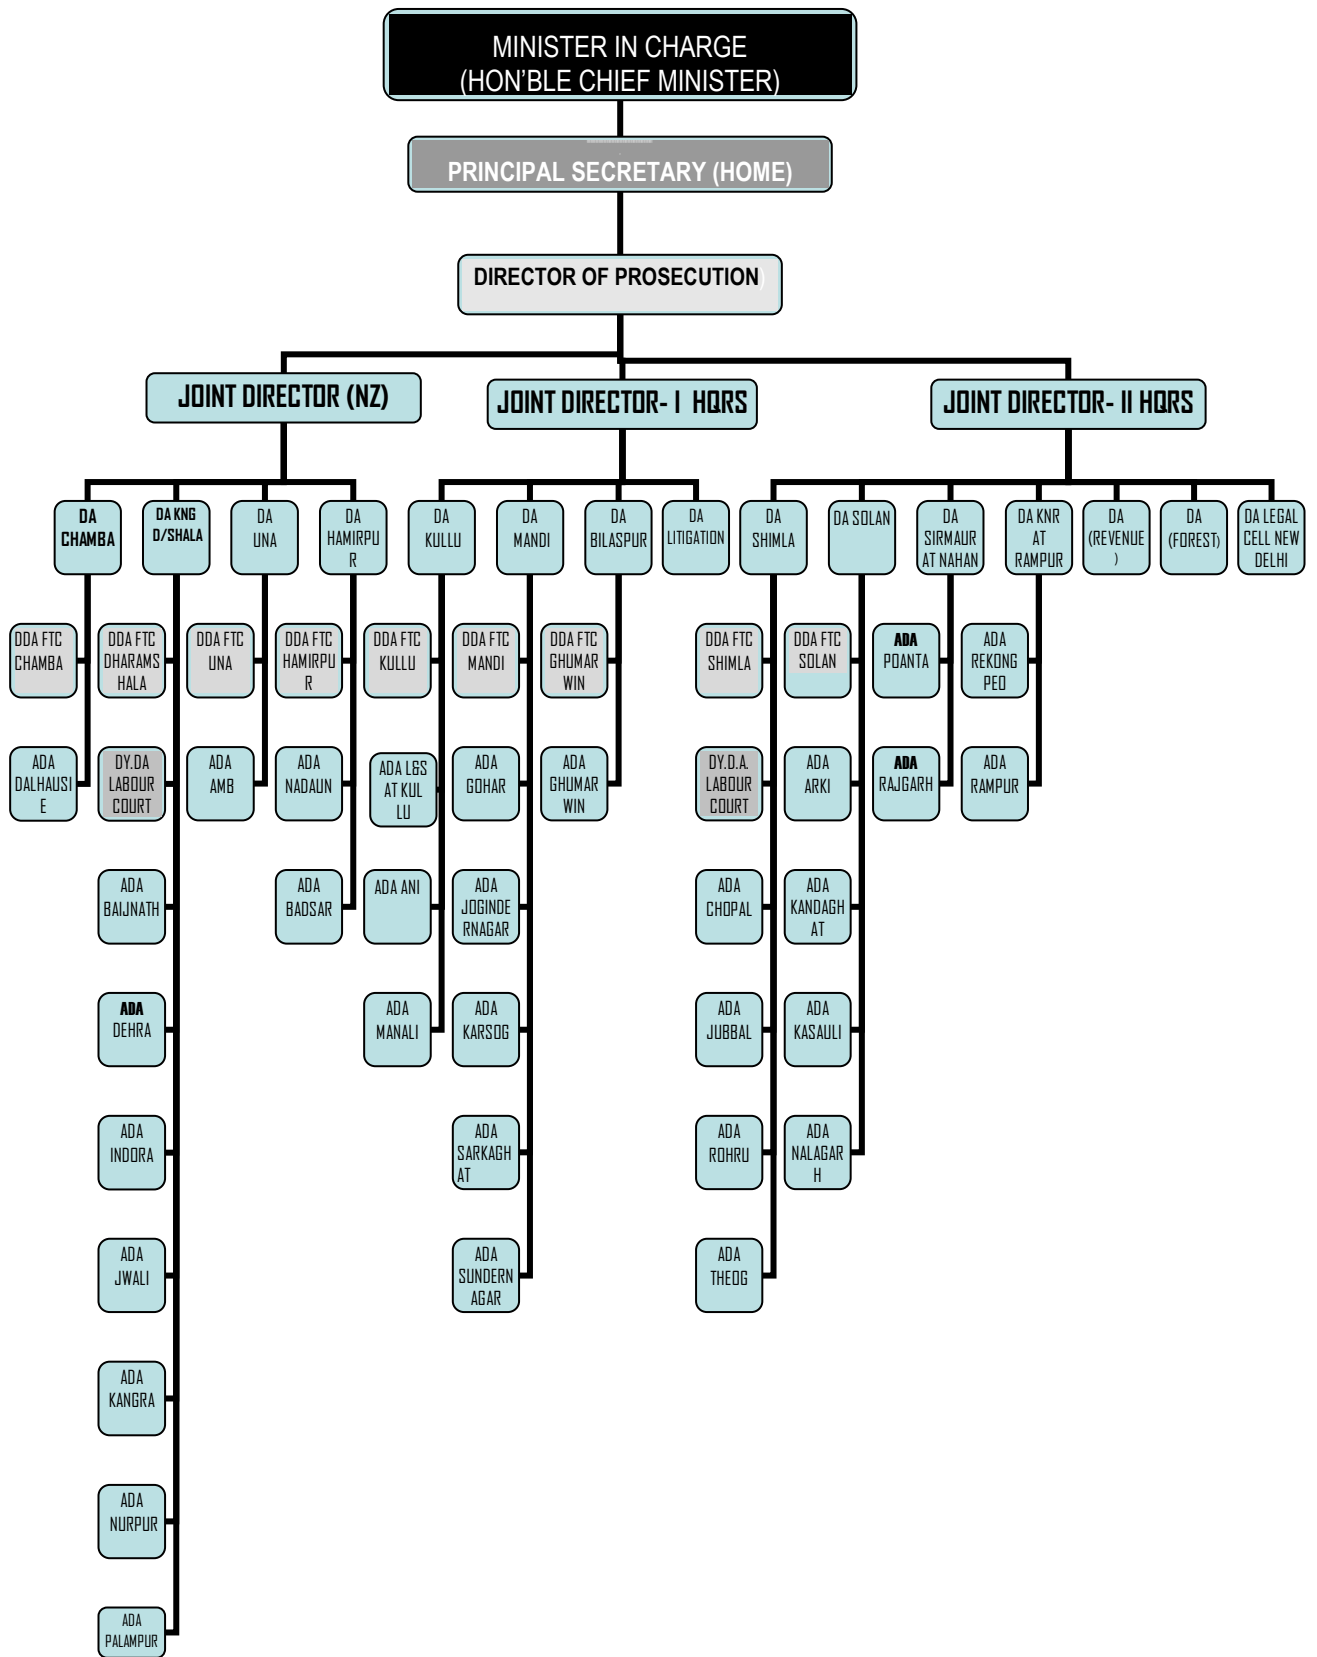 MINISTER IN CHARGE
(HON'BLE CHIEF MINISTER)
PRINCIPAL SECRETARY (HOME)
DIRECTOR OF PROSECUTION)
JOINT DIRECTOR (NZ)
JOINT DIRECTOR- I HQRS
JOINT DIRECTOR- II HQRS
DA
CHAMBA
DA KNG
D/SHALA
DA
UNA
DA
HAMIRPU
R
DA
KULLU
DA
MANDI
DA
BILASPUR
DA
LITIGATION
DA
SHIMLA
DA SOLAN
DA
SIRMAUR
AT NAHAN
DA KNR
AT
RAMPUR
DA
(REVENUE
)
DA
(FOREST)
DA LEGAL
CELL NEW
DELHI
DDA FTC
CHAMBA
DDA FTC
DHARAMS
HALA
DDA FTC
UNA
DDA FTC
HAMIRPU
R
DDA FTC
KULLU
DDA FTC
MANDI
DDA FTC
GHUMAR
WIN
DDA FTC
SHIMLA
DDA FTC
SOLAN
ADA
POANTA
ADA
REKONG
PEO
ADA
DALHAUSI
E
DY.DA
LABOUR
COURT
ADA
AMB
ADA
NADAUN
ADA L&S
AT KUL
LU
ADA
GOHAR
ADA
GHUMAR
WIN
DY.D.A.
LABOUR
COURT
ADA
ARKI
ADA
RAJGARH
ADA
RAMPUR
ADA
BAIJNATH
ADA
BADSAR
ADA ANI
ADA
JOGINDE
RNAGAR
ADA
CHOPAL
ADA
KANDAGH
AT
ADA
DEHRA
ADA
MANALI
ADA
KARSOG
ADA
JUBBAL
ADA
KASAULI
ADA
INDORA
ADA
SARKAGH
AT
ADA
ROHRU
ADA
NALAGAR
H
ADA
JWALI
ADA
SUNDERN
AGAR
ADA
THEOG
ADA
KANGRA
ADA
NURPUR
ADA
PALAMPUR